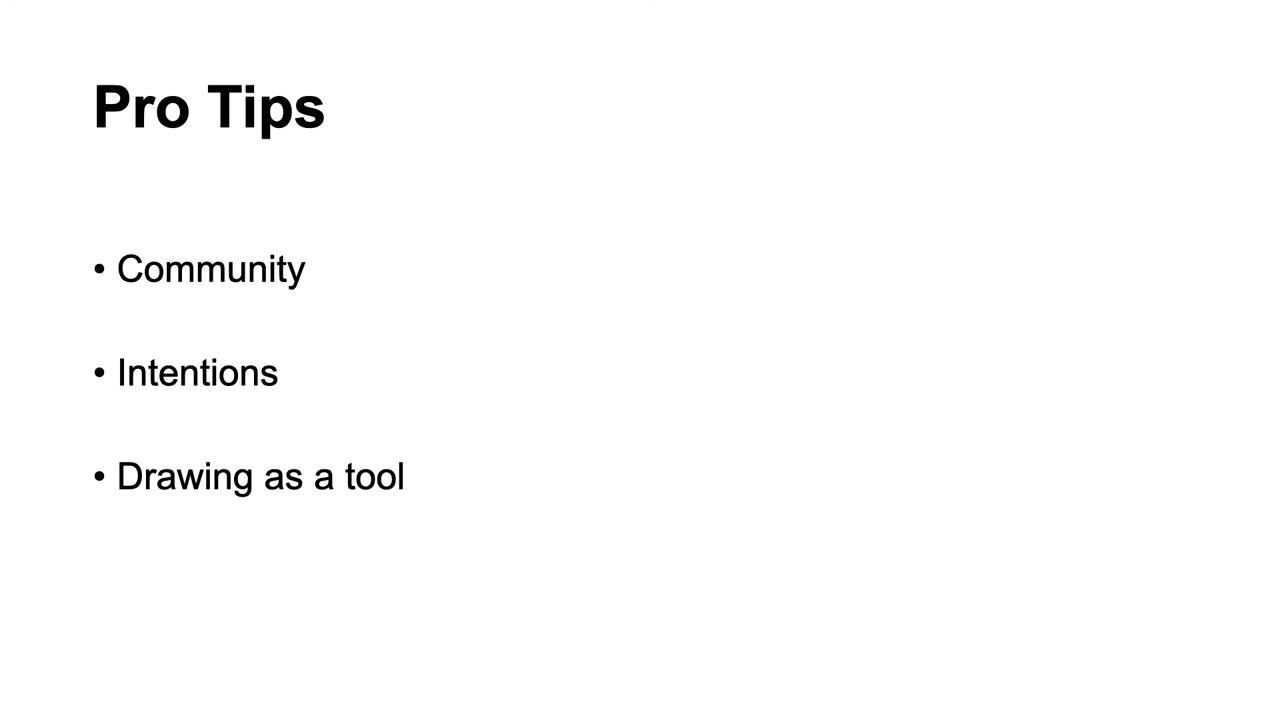 Pro Tips
• Community
• Intentions
• Drawing as a tool